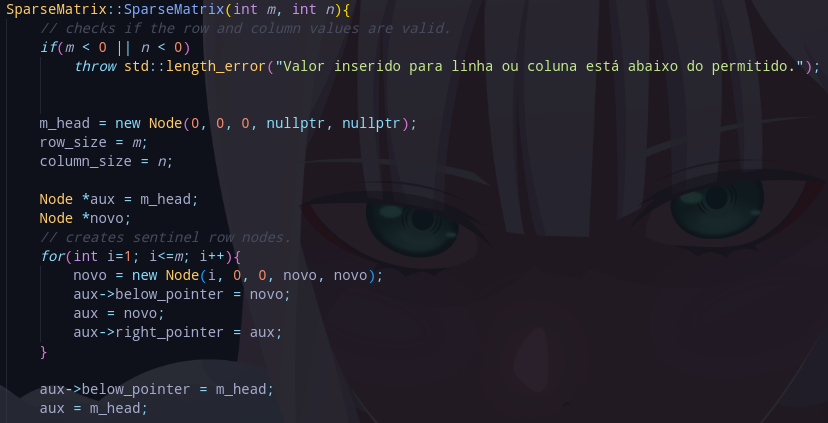 SparseMatrix::SparseMatrix(int m, int n){
// checks if the row and column values are valid.
if(m < 0 || n < 0)
throw std::length_error("Valor inserido para linha ou coluna está abaixo do permitido.");
m_head = new Node(0, 0, 0, nullptr, nullptr);
row_size = m;
column_size = n;
Node *aux = m_head;
Node *novo;
// creates sentinel row nodes.
for(int i=1; i<=m; i++){
novo = new Node(i, 0, 0, novo, novo);
aux->below_pointer = novo;
aux = novo;
aux->right_pointer = aux;
}
aux->below_pointer = m_head;
aux = m_head;